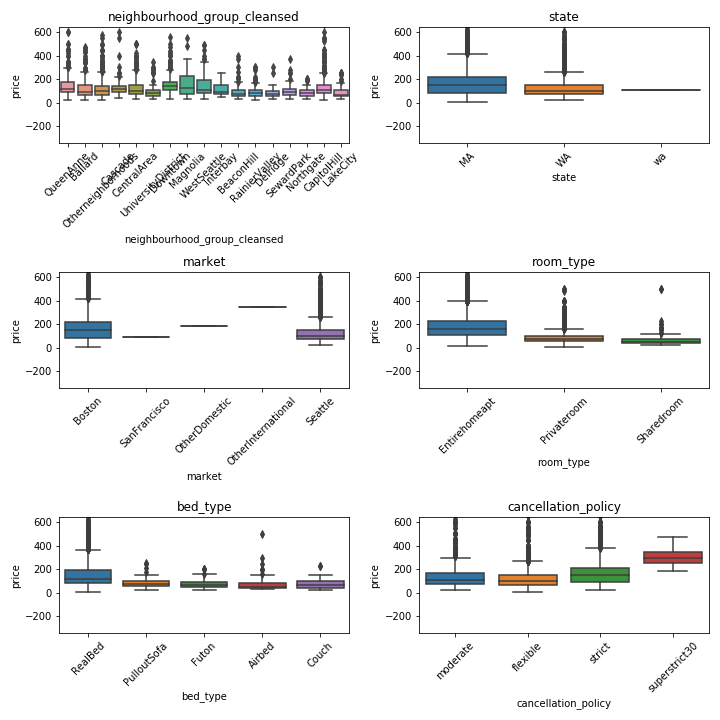 neighbourhood_group_cleansed
price
600
400
200
0
−200
QueenAnne
Ballard
Otherneighborhoods
Cascade
CentralArea
UniversityDistrict
Downtown
Magnolia
WestSeattle
Interbay
BeaconHill
RainierValley
Delridge
SewardPark
Northgate
CapitolHill
LakeCity
neighbourhood_group_cleansed
state
price
600
400
200
0
−200
MA
WA
wa
state
market
price
600
400
200
0
−200
Boston
SanFrancisco
OtherDomestic
OtherInternational
Seattle
market
room_type
price
600
400
200
0
−200
Entirehomeapt
Privateroom
Sharedroom
room_type
bed_type
price
600
400
200
0
−200
RealBed
PulloutSofa
Futon
Airbed
Couch
bed_type
cancellation_policy
price
600
400
200
0
−200
moderate
flexible
strict
superstrict30
cancellation_policy